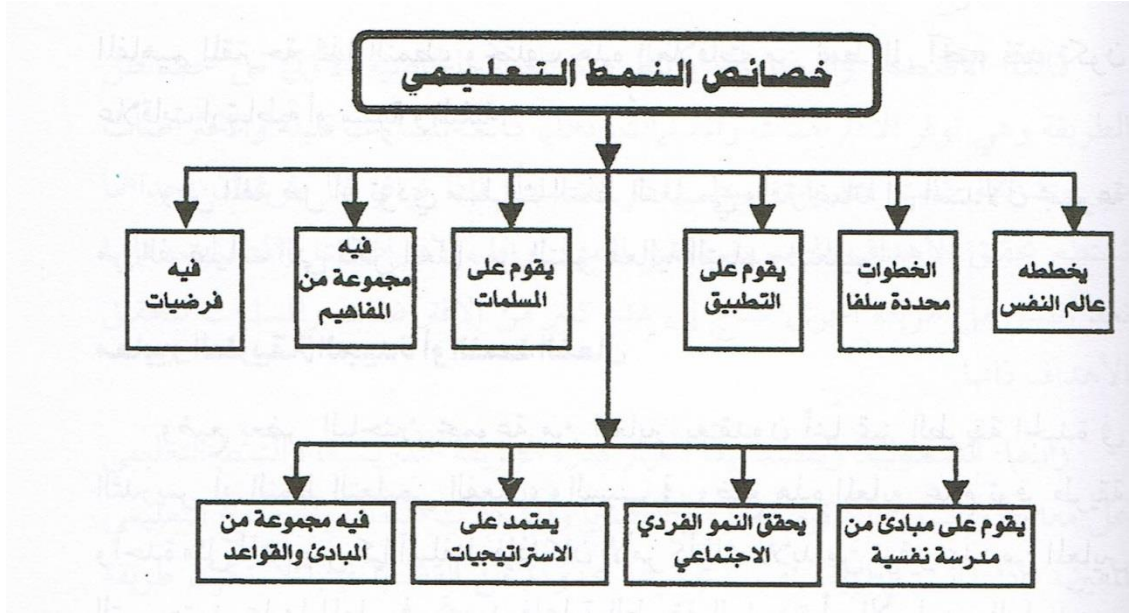 خصائص النمط التعليمي
يخططه
عالم النفس
الخطوات
محددة سلفا
يقوم على
التطبيق
يقوم على
المسلمات
فيه
مجموعة من
المفاهيم
فيه
فرضيات
يقوم على مبادئ من
مدرسة نفسية
يحقق النمو الفردي
الاجتماعي
يعتمد على
الاستراتيجيات
فيه مجموعة من
المبادئ والقواعد